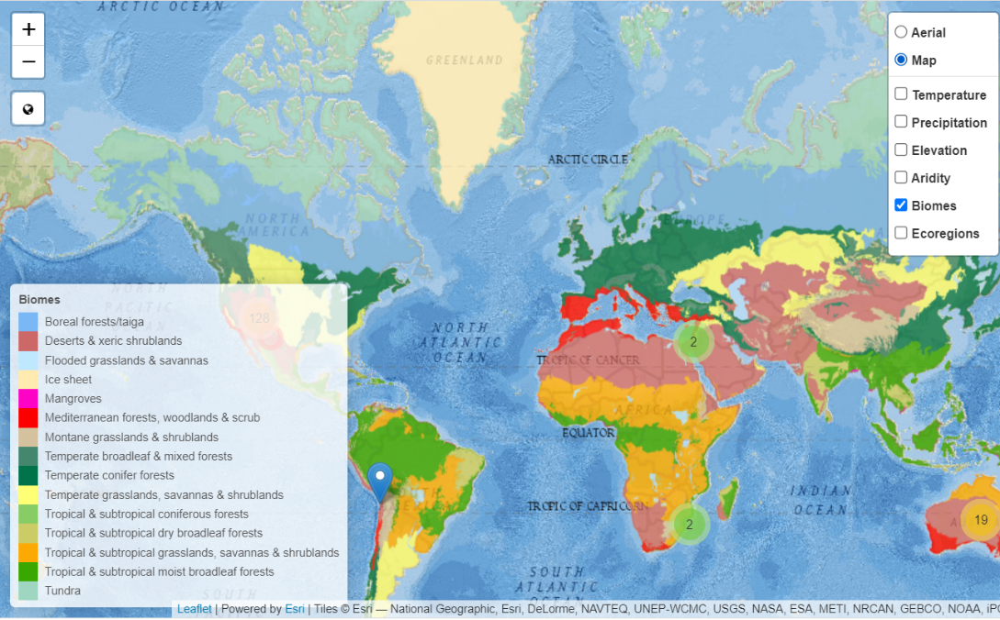 ARCTIC OCEAN
+
−
GREENLAND
Aerial
Map
Temperature
Precipitation
Elevation
Aridity
Biomes
Ecoregions
ARCTIC CIRCLE
NORTH
AMERICA
EUROPE
NORTH
PACIFIC
OCEAN
128
NORTH
ATLANTIC
OCEAN
2
TROPIC OF CANCER
AFRICA
EQUATOR
INDIAN
OCEAN
TROPIC OF CAPRICORN
2
19
SOUTH
ATLANTIC
OCEAN
Biomes
Boreal forests/taiga
Deserts & xeric shrublands
Flooded grasslands & savannas
Ice sheet
Mangroves
Mediterranean forests, woodlands & scrub
Montane grasslands & shrublands
Temperate broadleaf & mixed forests
Temperate conifer forests
Temperate grasslands, savannas & shrublands
Tropical & subtropical coniferous forests
Tropical & subtropical dry broadleaf forests
Tropical & subtropical grasslands, savannas & shrublands
Tropical & subtropical moist broadleaf forests
Tundra
SOUTH
Leaflet | Powered by Esri | Tiles © Esri — National Geographic, Esri, DeLorme, NAVTEQ, UNEP-WCMC, USGS, NASA, ESA, METI, NRCAN, GEBCO, NOAA, iPC